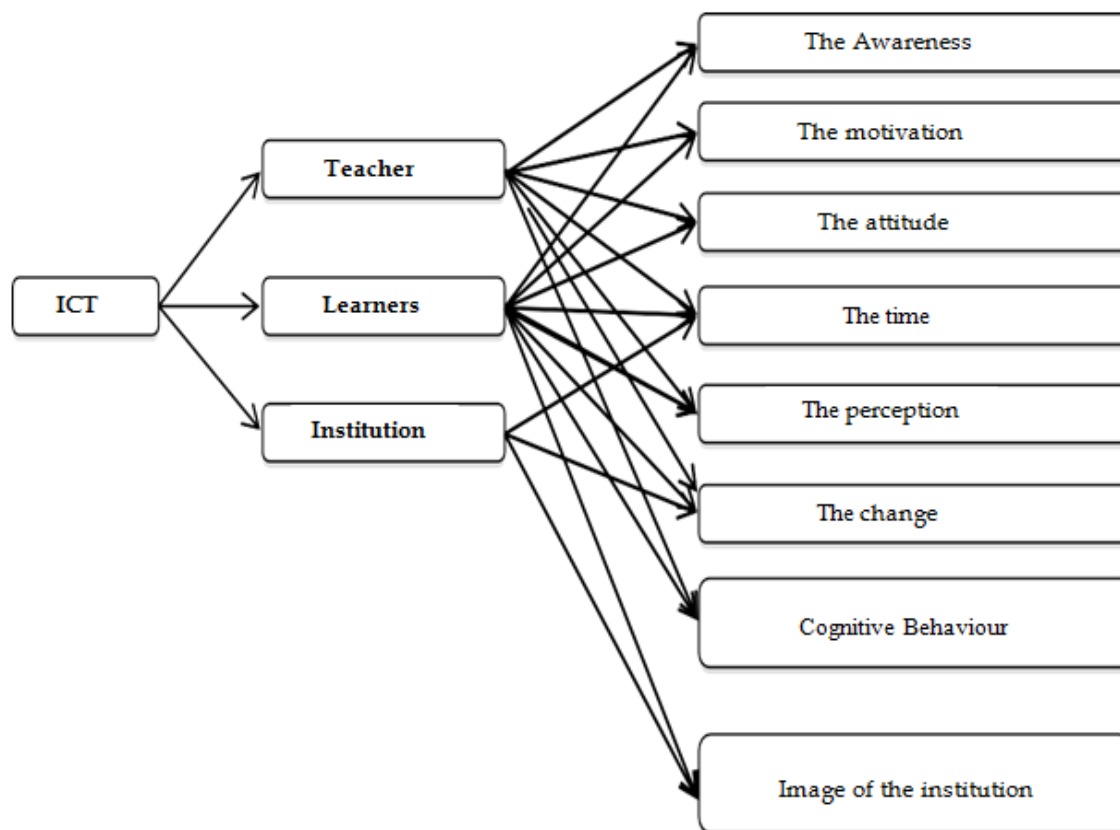 ICT
Teacher
Learners
Institution
The Awareness
The motivation
The attitude
The time
The perception
The change
Cognitive Behaviour
Image of the institution